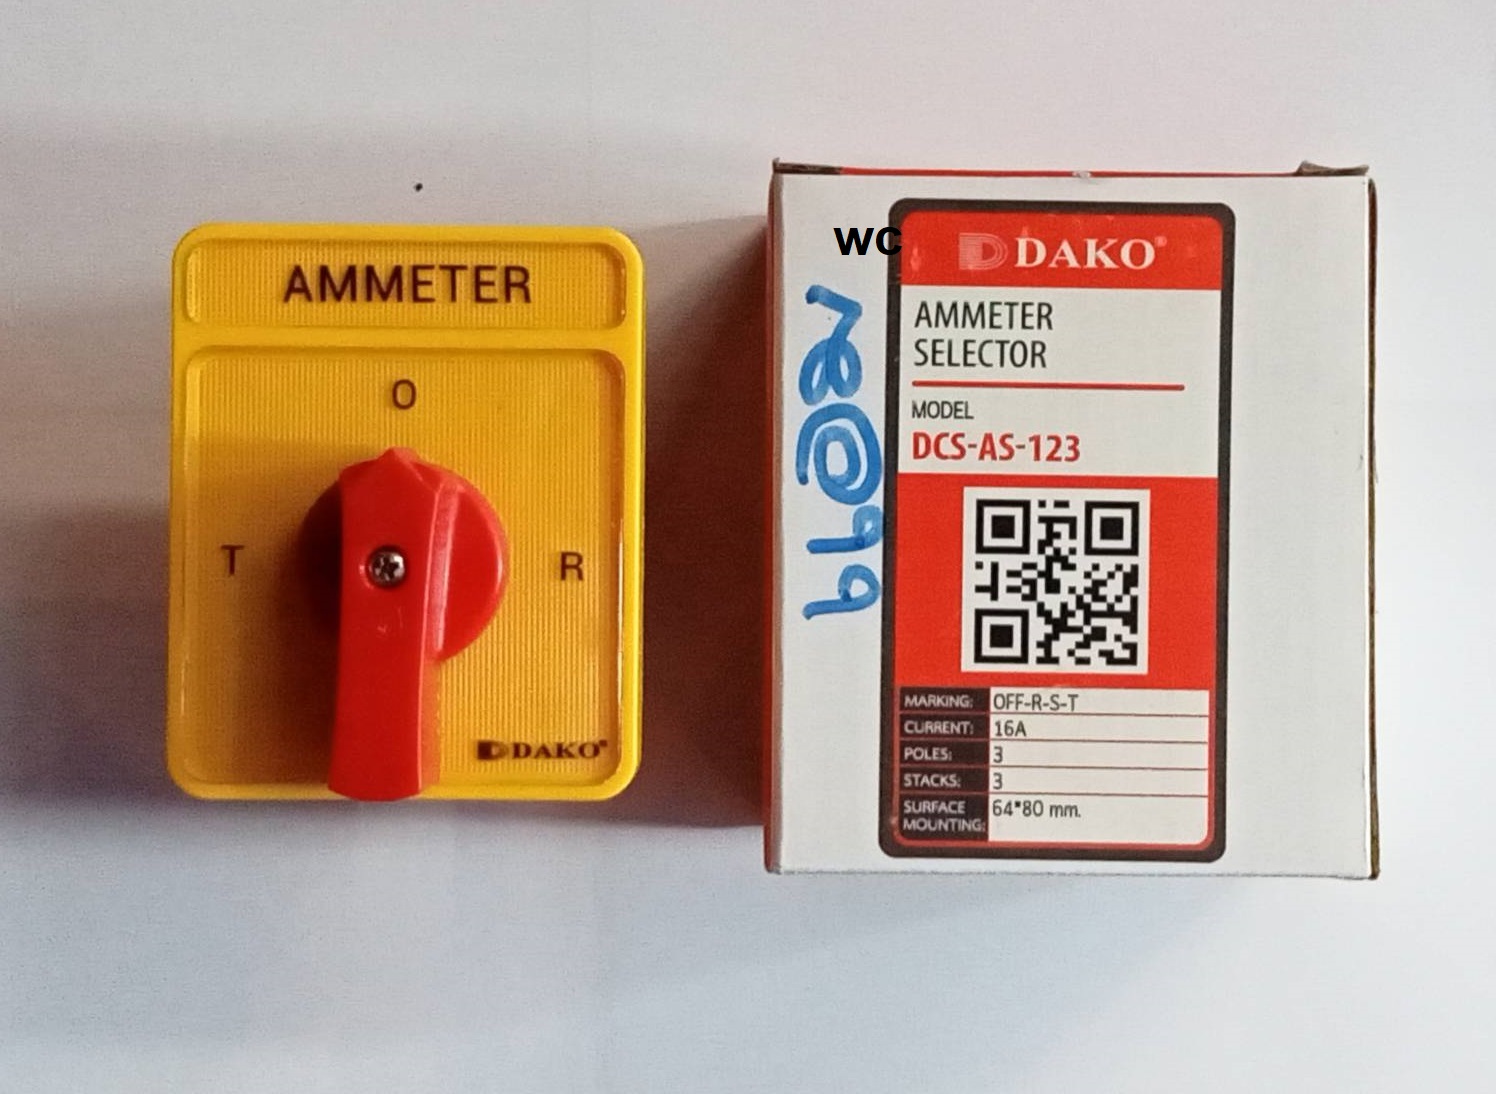 AMMETER
O
T
R
DAKO®
wc
DAKO®
AMMETER
SELECTOR
MODEL
DCS-AS-123
MARKING: OFF-R-S-T
CURRENT: 16A
POLES: 3
STACKS: 3
SURFACE MOUNTING: 64*80 mm.